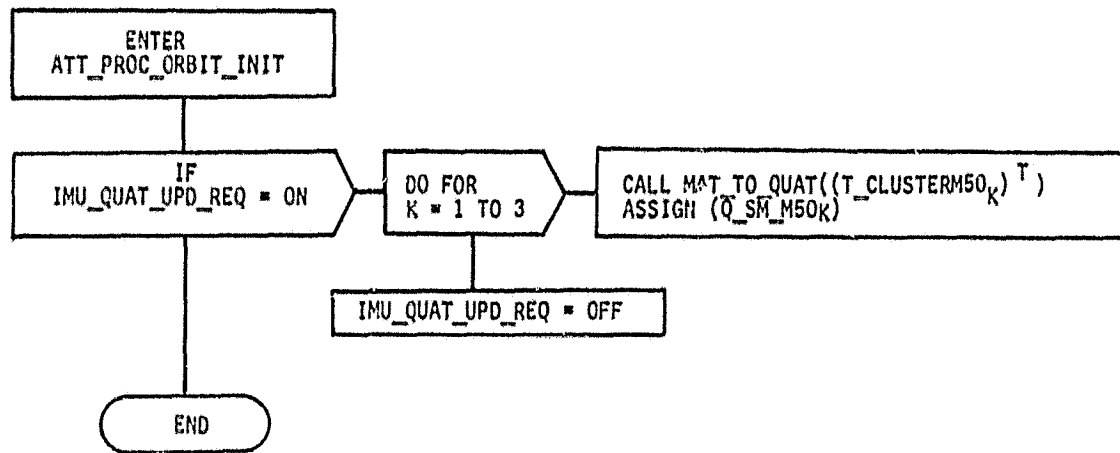 ENTER
ATT_PROC_ORBIT_INIT
IF
IMU_QUAT_UPD_REQ = ON
DO FOR
K = 1 TO 3
CALL MAT_TO_QUAT((T_CLUSTERM50K)T)
ASSIGN (Q_SM_M50K)
IMU_QUAT_UPD_REQ = OFF
END